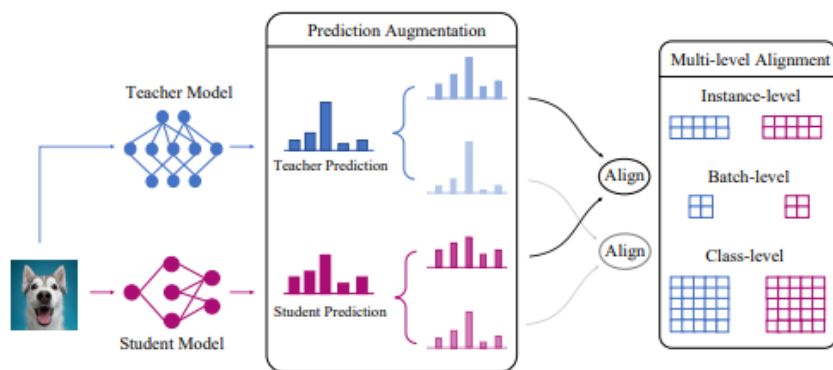 Prediction Augmentation
Multi-level Alignment
Teacher Model
Instance-level
Teacher Prediction
Align
Batch-level
Align
Class-level
Student Prediction
Student Model